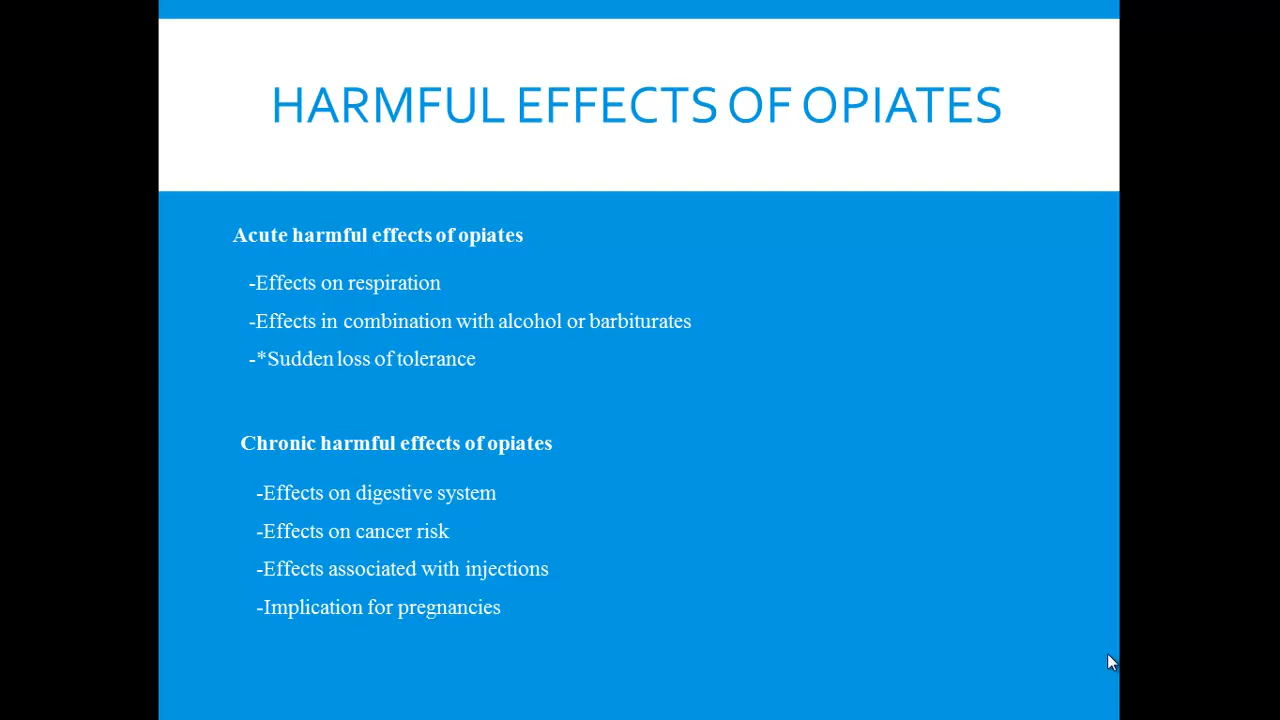 HARMFUL EFFECTS OF OPIATES
Acute harmful effects of opiates
-Effects on respiration
-Effects in combination with alcohol or barbiturates
-*Sudden loss of tolerance
Chronic harmful effects of opiates
-Effects on digestive system
-Effects on cancer risk
-Effects associated with injections
-Implication for pregnancies